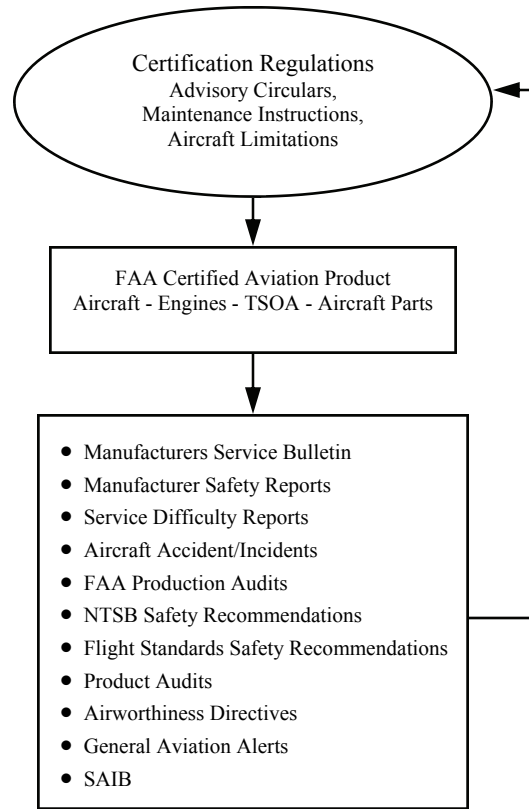 Certification Regulations
Advisory Circulars,
Maintenance Instructions,
Aircraft Limitations
FAA Certified Aviation Product
Aircraft - Engines - TSOA - Aircraft Parts
• Manufacturers Service Bulletin
• Manufacturer Safety Reports
• Service Difficulty Reports
• Aircraft Accident/Incidents
• FAA Production Audits
• NTSB Safety Recommendations
• Flight Standards Safety Recommendations
• Product Audits
• Airworthiness Directives
• General Aviation Alerts
• SAIB